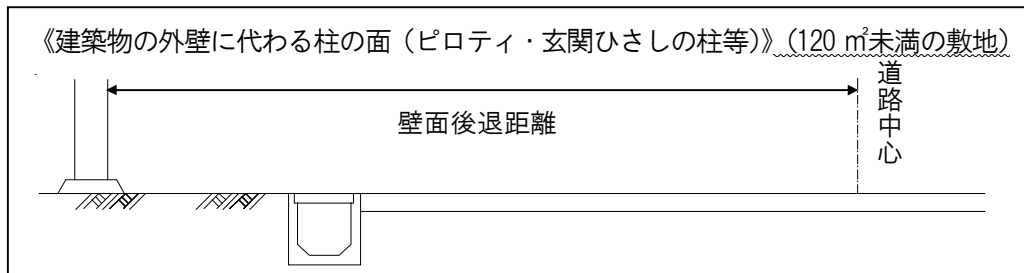 《建築物の外壁に代わる柱の面（ピロティ・玄関ひさしの柱等）》(120 ㎡未満の敷地)
道路中心
壁面後退距離